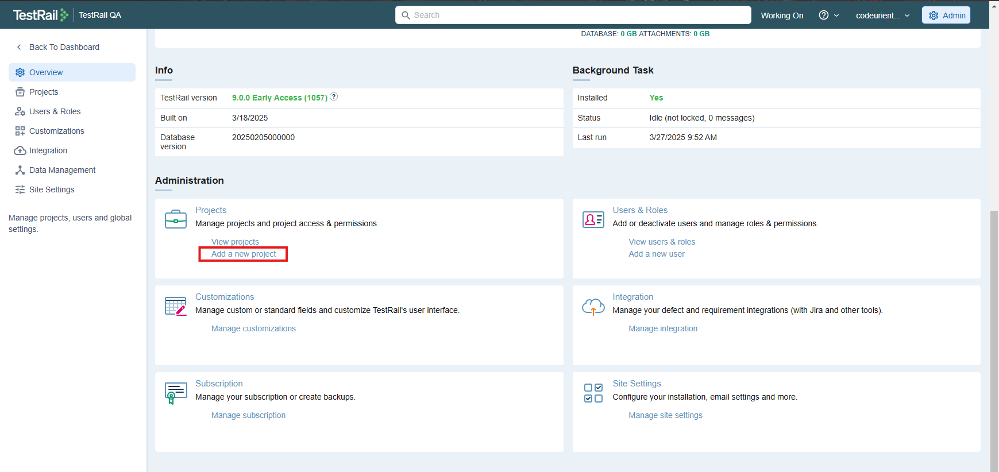 TestRail TestRail QA
Search
Working On
codeurient...
Admin
Back To Dashboard
Overview
Projects
Users & Roles
Customizations
Integration
Data Management
Site Settings
Manage projects, users and global
settings.
DATABASE: 0 GB ATTACHMENTS: 0 GB
Info
TestRail version 9.0.0 Early Access (1057) ?
Built on 3/18/2025
Database
version 20250205000000
Background Task
Installed Yes
Status Idle (not locked, 0 messages)
Last run 3/27/2025 9:52 AM
Administration
Projects
Manage projects and project access & permissions.
View projects
Add a new project
Users & Roles
Add or deactivate users and manage roles & permissions.
View users & roles
Add a new user
Customizations
Manage custom or standard fields and customize TestRail's user interface.
Manage customizations
Integration
Manage your defect and requirement integrations (with Jira and other tools).
Manage integration
Subscription
Manage your subscription or create backups.
Manage subscription
Site Settings
Configure your installation, email settings and more.
Manage site settings